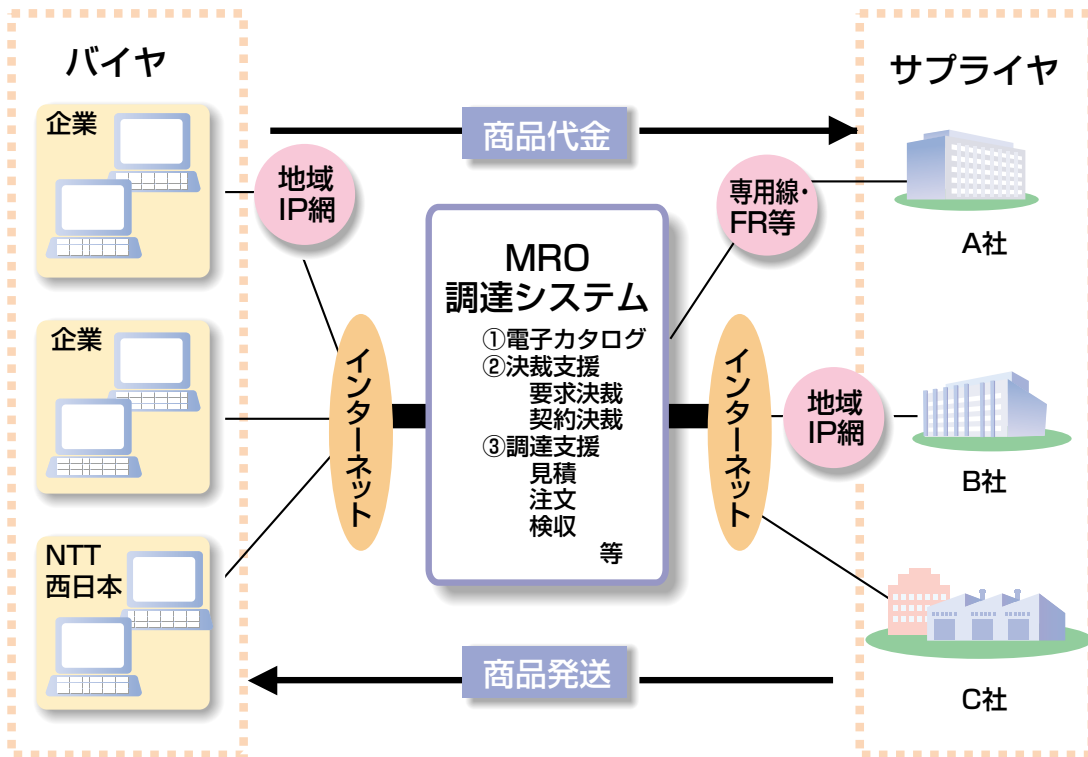 バイヤ
企業
企業
NTT
西日本
地域
IP網
インターネット
商品代金
MRO
調達システム
①電子カタログ
②決裁支援
要求決裁
契約決裁
③調達支援
見積
注文
検収
等
商品発送
専用線・
FR等
インターネット
地域
IP網
サプライヤ
A社
B社
C社